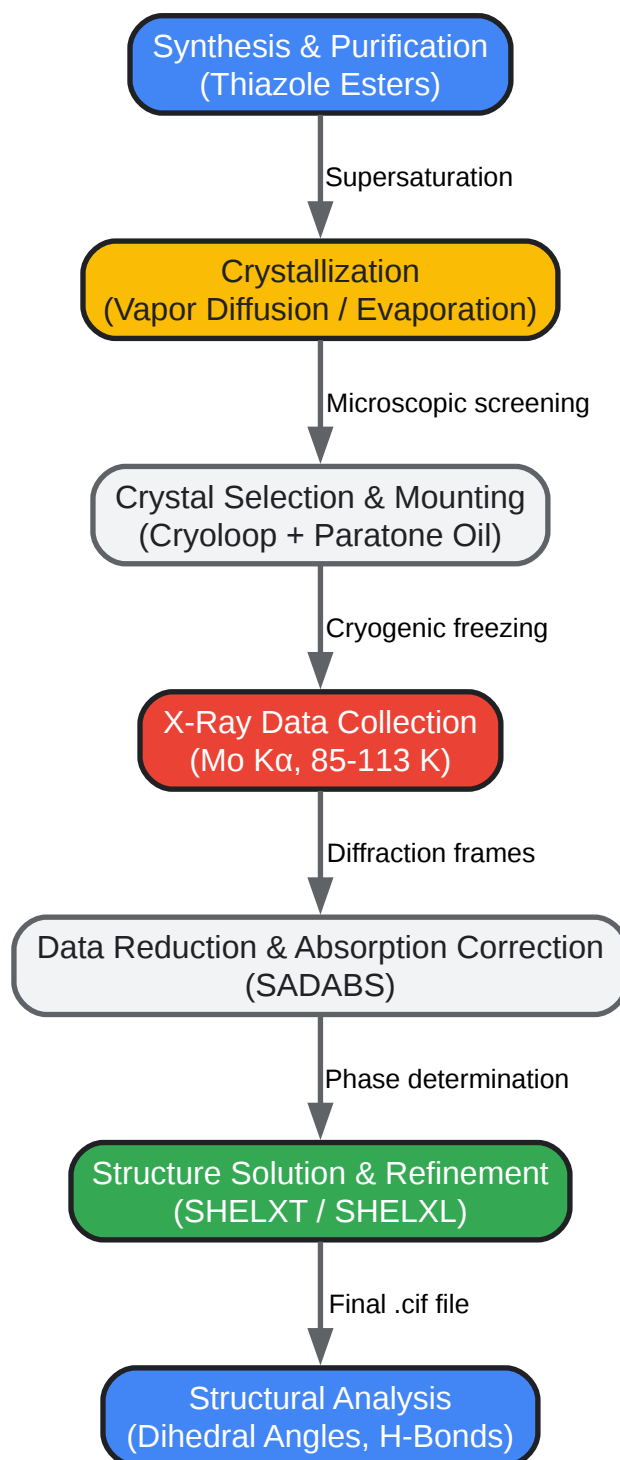 Synthesis & Purification
(Thiazole Esters)
Supersaturation
Crystallization
(Vapor Diffusion / Evaporation)
Microscopic screening
Crystal Selection & Mounting
(Cryoloop + Paratone Oil)
Cryogenic freezing
X-Ray Data Collection
(Mo Kα, 85-113 K)
Diffraction frames
Data Reduction & Absorption Correction
(SADABS)
Phase determination
Structure Solution & Refinement
(SHELXT / SHELXL)
Final .cif file
Structural Analysis
(Dihedral Angles, H-Bonds)